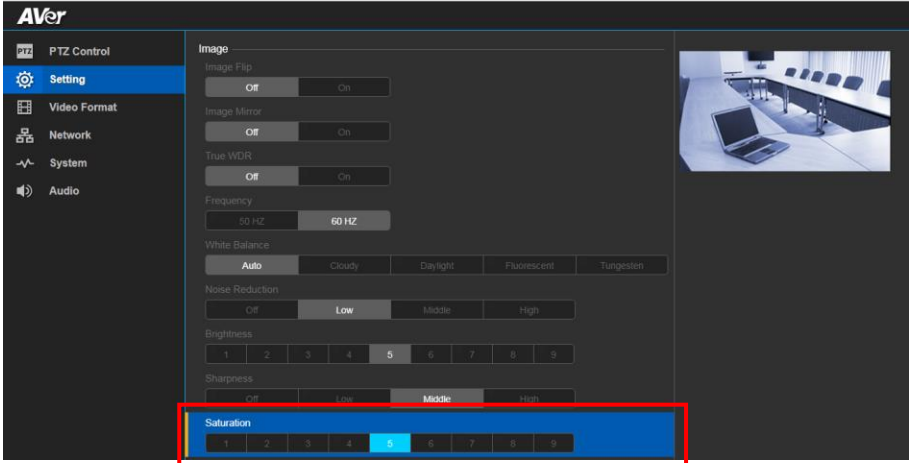 AVer
PTZ PTZ Control
Setting
Video Format
Network
System
Audio
Image
Image Flip
Off On
Image Mirror
Off On
True WDR
Off On
Frequency
50 HZ 60 HZ
White Balance
Auto Cloudy Daylight Fluorescent Tungesten
Noise Reduction
Off Low Middle High
Brightness
1 2 3 4 5 6 7 8 9
Sharpness
Off Low Middle High
Saturation
1 2 3 4 5 6 7 8 9